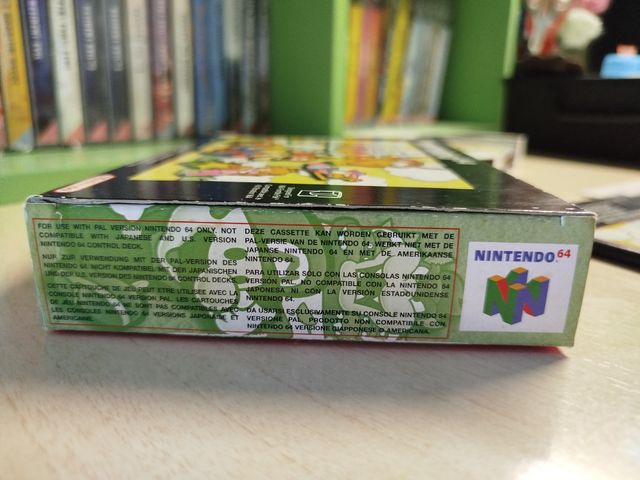 FOR USE WITH PAL VERSION NINTENDO 64 ONLY. NOT
COMPATIBLE WITH JAPANESE AND U.S. VERSION
NINTENDO 64 CONTROL DECK.
NUR ZUR VERWENDUNG MIT DER PAL-VERSION DES
NINTENDO 64. NICHT KOMPATIBEL MIT DER JAPANISCHEN
UND DER U.S. VERSION DES NINTENDO 64 CONTROL DECKS.
CETTE CARTOUCHE DE JEU PEUT ETRE UTILISEE AVEC LA
CONSOLE NINTENDO 64 VERSION PAL. LES CARTOUCHES
DE JEU NINTENDO 64 NE SONT PAS COMPATIBLES AVEC
LES CONSOLES NINTENDO 64 VERSIONS JAPONAISE ET
AMERICAINE.
DEZE CASSETTE KAN WORDEN GEBRUIKT MET DE
PAL-VERSIE VAN DE NINTENDO 64; WERKT NIET MET DE
JAPANSE NINTENDO 64 EN MET DE AMERIKAANSE
NINTENDO 64.
PARA UTILIZAR SOLO CON LAS CONSOLAS NINTENDO 64
VERSION PAL. NO COMPATIBLE CON LA NINTENDO 64
JAPONESA NI CON LA VERSION ESTADOUNIDENSE
NINTENDO 64.
DA USARSI ESCLUSIVAMENTE SU CONSOLE NINTENDO 64
VERSIONE PAL. PRODOTTO NON COMPATIBILE CON
NINTENDO 64 VERSIONE GIAPPONESE O AMERICANA.
NINTENDO 64